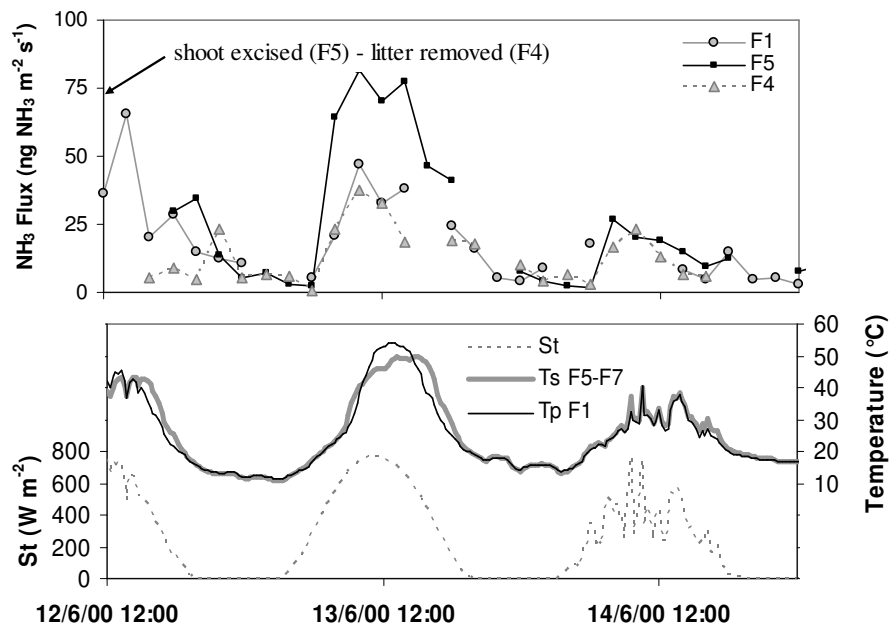 100
75
50
25
0
NH₃ Flux (ng NH₃ m⁻² s⁻¹)
shoot excised (F5) - litter removed (F4)
F1
F5
F4
St
Ts F5-F7
Tp F1
800
600
400
200
0
St (W m⁻²)
60
50
40
30
20
10
Temperature (°C)
12/6/00 12:00
13/6/00 12:00
14/6/00 12:00